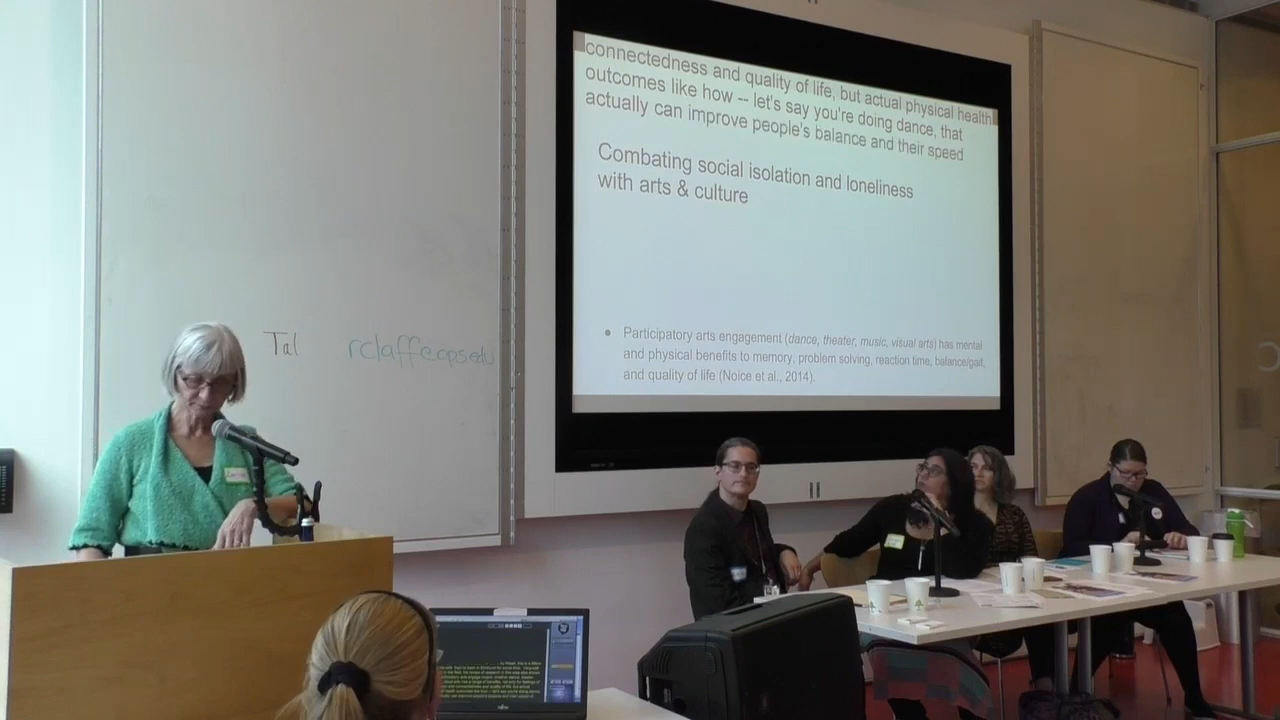 connectedness and quality of life, but actual physical health
outcomes like how -- let's say you're doing dance, that
actually can improve people's balance and their speed
Combating social isolation and loneliness
with arts & culture
• Participatory arts engagement (dance, theater, music, visual arts) has mental
and physical benefits to memory, problem solving, reaction time, balance/gait,
and quality of life (Noice et al., 2014).
Tal